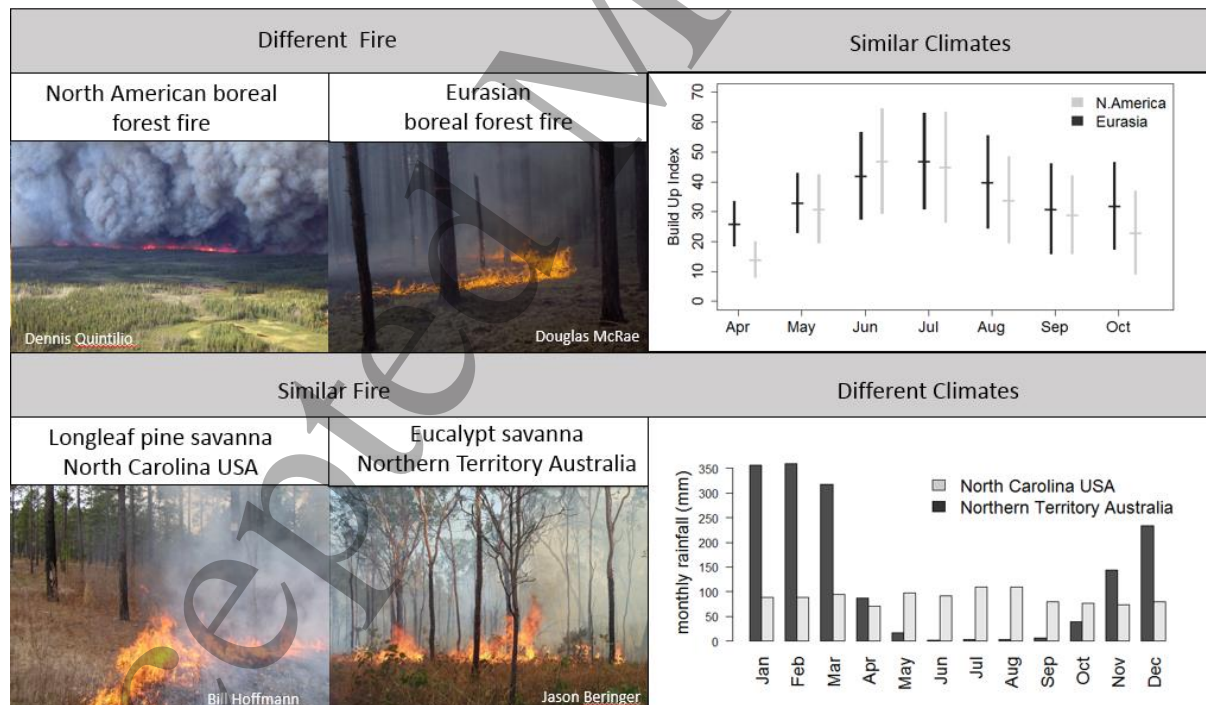 Different Fire
Similar Climates
North American boreal
forest fire
Eurasian
boreal forest fire
Dennis Quintilio
Douglas McRae
70
60
50
40
30
20
10
0
Build Up Index
N.America
Eurasia
Apr May Jun Jul Aug Sep Oct
Similar Fire
Different Climates
Longleaf pine savanna
North Carolina USA
Eucalypt savanna
Northern Territory Australia
Bill Hoffmann
Jason Beringer
350
300
250
200
150
100
50
0
monthly rainfall (mm)
North Carolina USA
Northern Territory Australia
Jan Feb Mar Apr May Jun Jul Aug Sep Oct Nov Dec
cepted M